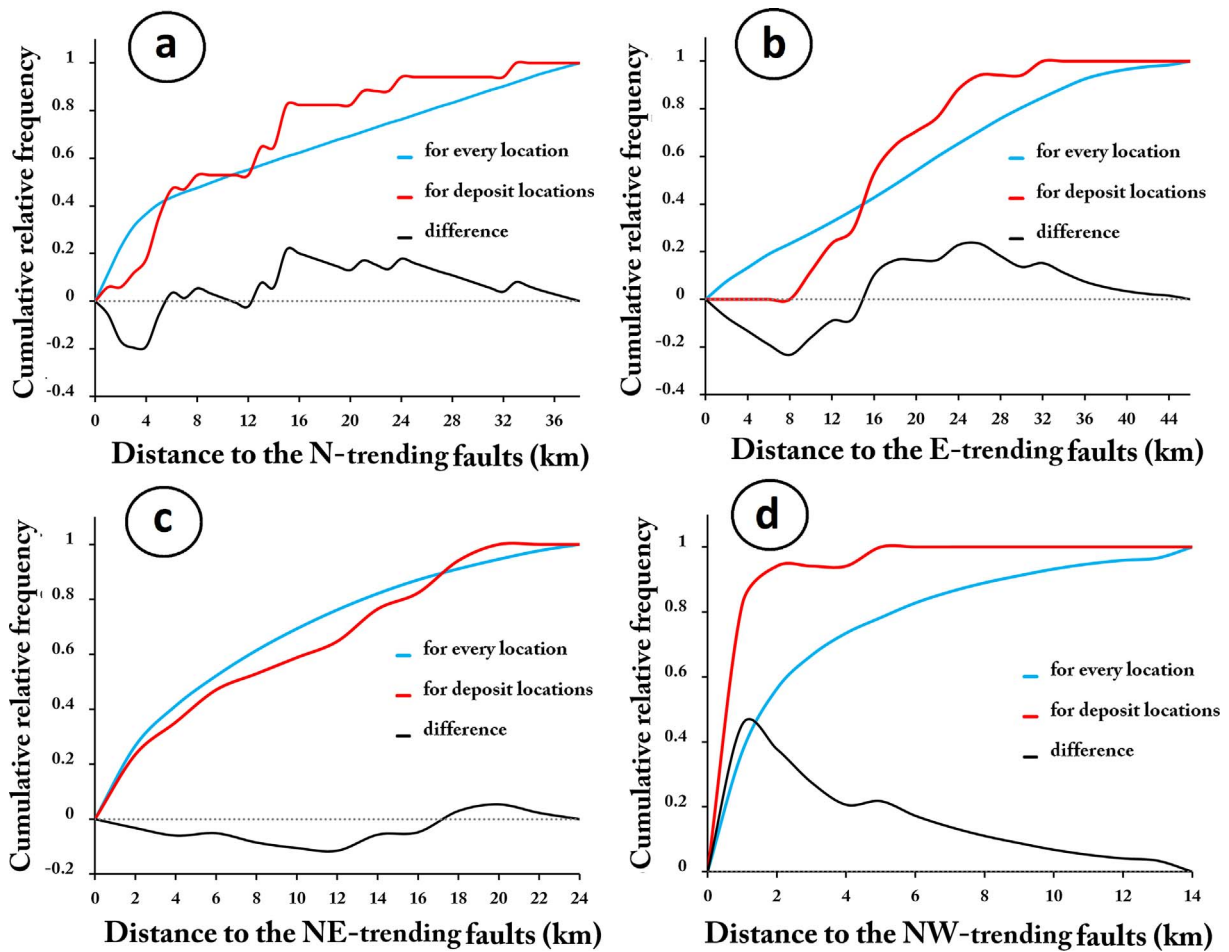 a
1
0.8
0.6
0.4
0.2
0
-0.2
-0.4
Cumulative relative frequency
for every location
for deposit locations
difference
0 4 8 12 16 20 24 28 32 36
Distance to the N-trending faults (km)
b
1
0.8
0.6
0.4
0.2
0
-0.2
-0.4
Cumulative relative frequency
for every location
for deposit locations
difference
0 4 8 12 16 20 24 28 32 36 40 44
Distance to the E-trending faults (km)
c
1
0.8
0.6
0.4
0.2
0
-0.2
Cumulative relative frequency
for every location
for deposit locations
difference
0 2 4 6 8 10 12 14 16 18 20 22 24
Distance to the NE-trending faults (km)
d
1
0.8
0.6
0.4
0.2
0
Cumulative relative frequency
for every location
for deposit locations
difference
0 2 4 6 8 10 12 14
Distance to the NW-trending faults (km)